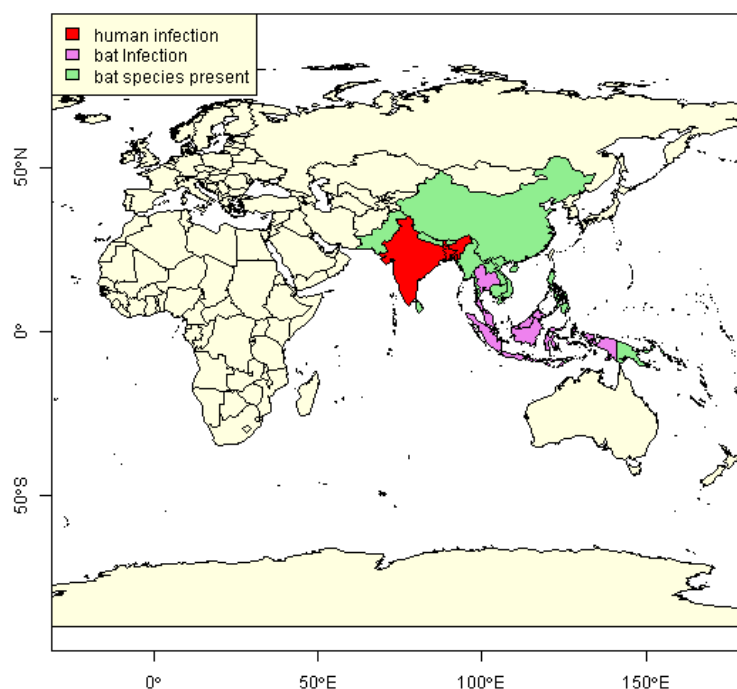 human infection
bat Infection
bat species present
50°N
0°
50°S
0°
50°E
100°E
150°E